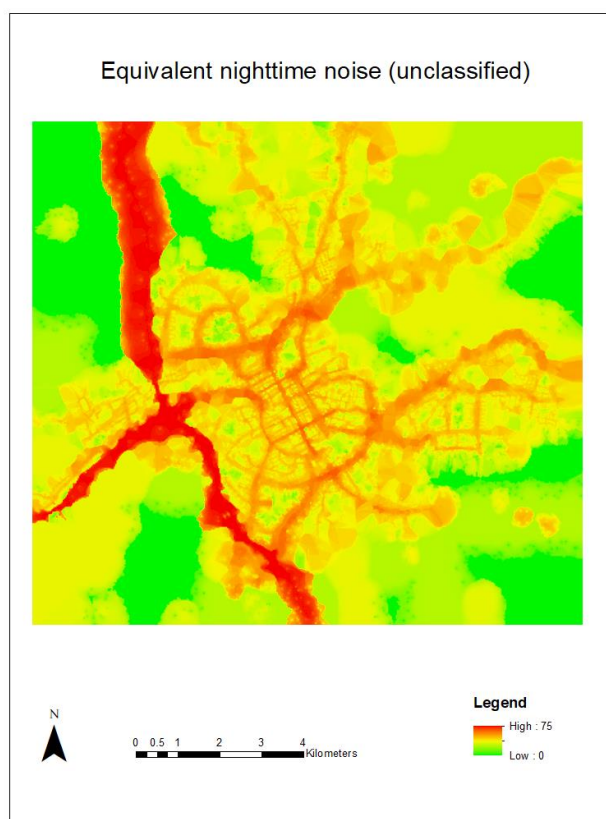 Equivalent nighttime noise (unclassified)
N
0 0.5 1 2 3 4
Kilometers
Legend
High : 75
Low : 0